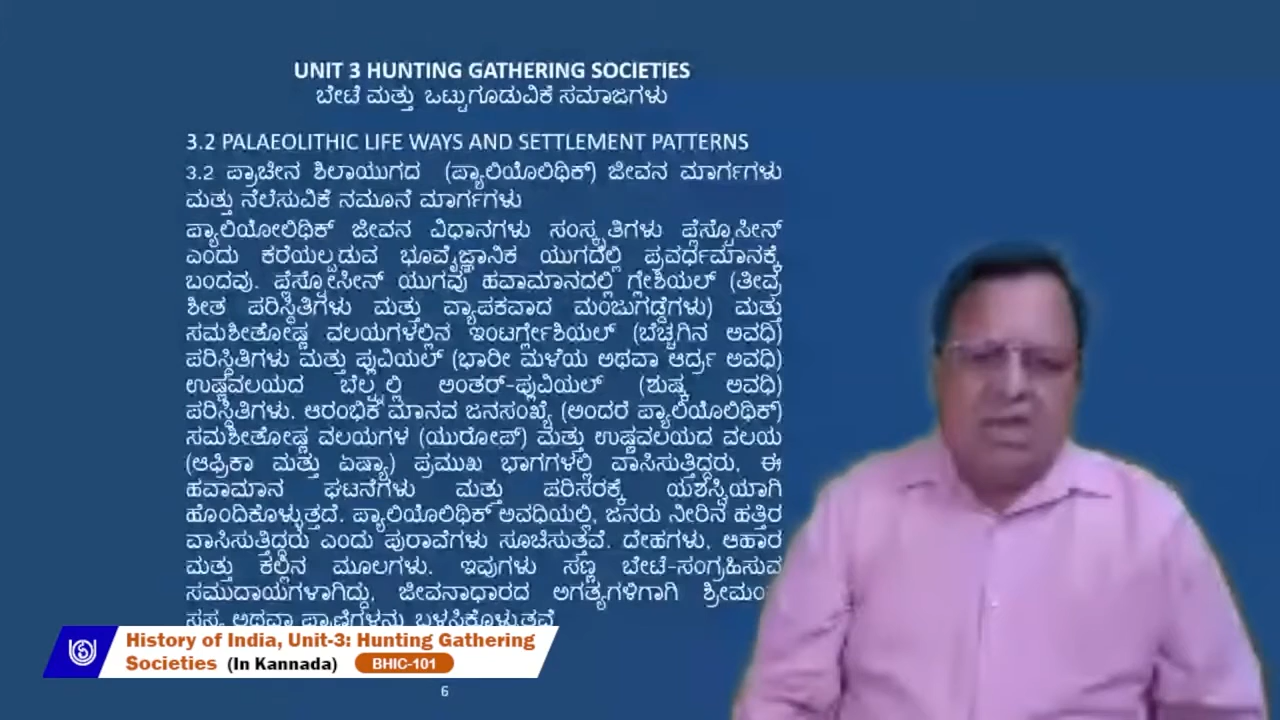 UNIT 3 HUNTING GATHERING SOCIETIES
ಬೇಟೆ ಮತ್ತು ಒಟ್ಟುಗೂಡುವಿಕೆ ಸಮಾಜಗಳು
3.2 PALAEOLITHIC LIFE WAYS AND SETTLEMENT PATTERNS
3.2 ಪ್ರಾಚೀನ ಶಿಲಾಯುಗದ (ಪ್ಯಾಲಿಯೊಲಿಥಿಕ್) ಜೀವನ ಮಾರ್ಗಗಳು
ಮತ್ತು ನೆಲೆಸುವಿಕೆ ನಮೂನೆ ಮಾರ್ಗಗಳು
ಪ್ಯಾಲಿಯೋಲಿಥಿಕ್ ಜೀವನ ವಿಧಾನಗಳು ಸಂಸ್ಕೃತಿಗಳು ಪ್ಲೆಸ್ಟೊಸೀನ್
ಎಂದು ಕರೆಯಲ್ಪಡುವ ಭೂವೈಜ್ಞಾನಿಕ ಯುಗದಲ್ಲಿ ಪ್ರವರ್ಧಮಾನಕ್ಕೆ
ಬಂದವು. ಪ್ಲೆಸ್ಟೋಸೀನ್ ಯುಗವು ಹವಾಮಾನದಲ್ಲಿ ಗ್ಲೇಶಿಯಲ್ (ತೀವ್ರ
ಶೀತ ಪರಿಸ್ಥಿತಿಗಳು ಮತ್ತು ವ್ಯಾಪಕವಾದ ಮಂಜುಗಡ್ಡೆಗಳು) ಮತ್ತು
ಸಮಶೀತೋಷ್ಣ ವಲಯಗಳಲ್ಲಿನ ಇಂಟರ್ಗ್ಲೇಶಿಯಲ್ (ಬೆಚ್ಚಗಿನ ಅವಧಿ)
ಪರಿಸ್ಥಿತಿಗಳು ಮತ್ತು ಪ್ಲುವಿಯಲ್ (ಭಾರೀ ಮಳೆಯ ಅಥವಾ ಆರ್ದ್ರ ಅವಧಿ)
ಉಷ್ಣವಲಯದ ಬೆಲ್ಟ್ನಲ್ಲಿ ಅಂತರ್-ಪ್ಲುವಿಯಲ್ (ಶುಷ್ಕ ಅವಧಿ)
ಪರಿಸ್ಥಿತಿಗಳು. ಆರಂಭಿಕ ಮಾನವ ಜನಸಂಖ್ಯೆ (ಅಂದರೆ ಪ್ಯಾಲಿಯೊಲಿಥಿಕ್)
ಸಮಶೀತೋಷ್ಣ ವಲಯಗಳ (ಯುರೋಪ್) ಮತ್ತು ಉಷ್ಣವಲಯದ ವಲಯ
(ಆಫ್ರಿಕಾ ಮತ್ತು ಏಷ್ಯಾ) ಪ್ರಮುಖ ಭಾಗಗಳಲ್ಲಿ ವಾಸಿಸುತ್ತಿದ್ದರು. ಈ
ಹವಾಮಾನ ಘಟನೆಗಳು ಮತ್ತು ಪರಿಸರಕ್ಕೆ ಯಶಸ್ವಿಯಾಗಿ
ಹೊಂದಿಕೊಳ್ಳುತ್ತದೆ. ಪ್ಯಾಲಿಯೊಲಿಥಿಕ್ ಅವಧಿಯಲ್ಲಿ, ಜನರು ನೀರಿನ ಹತ್ತಿರ
ವಾಸಿಸುತ್ತಿದ್ದರು ಎಂದು ಪುರಾವೆಗಳು ಸೂಚಿಸುತ್ತವೆ. ದೇಹಗಳು, ಆಹಾರ
ಮತ್ತು ಕಲ್ಲಿನ ಮೂಲಗಳು. ಇವುಗಳು ಸಣ್ಣ ಬೇಟೆ-ಸಂಗ್ರಹಿಸುವ
ಸಮುದಾಯಗಳಾಗಿದ್ದು, ಜೀವನಾಧಾರದ ಅಗತ್ಯಗಳಿಗಾಗಿ
ಸಸ್ಯ ಅಥವಾ ಪ್ರಾಣಿಗಳನ್ನು ಬಳಸಿಕೊಳ್ಳುತ್ತವೆ
History of India, Unit-3: Hunting Gathering
Societies (In Kannada) BHIC-101
6